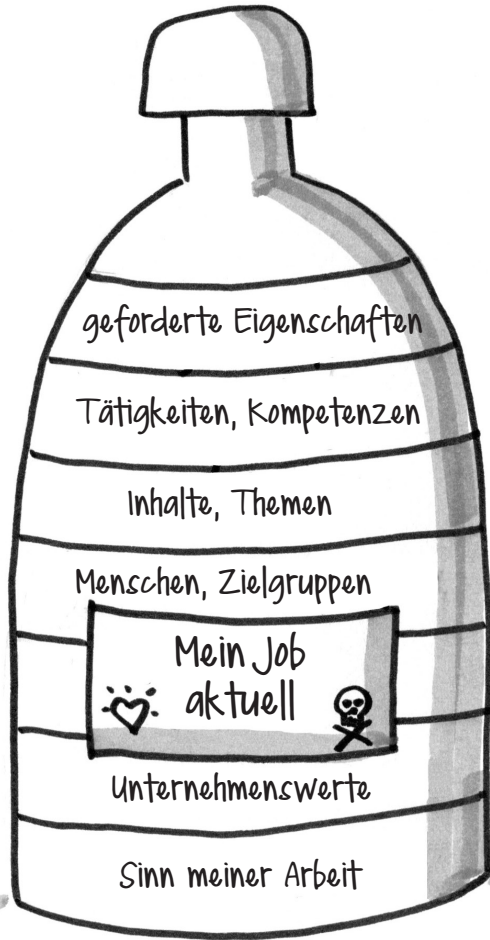 geforderte Eigenschaften
Tätigkeiten, Kompetenzen
Inhalte, Themen
Menschen, Zielgruppen
Mein Job
aktuell
Unternehmenswerte
Sinn meiner Arbeit